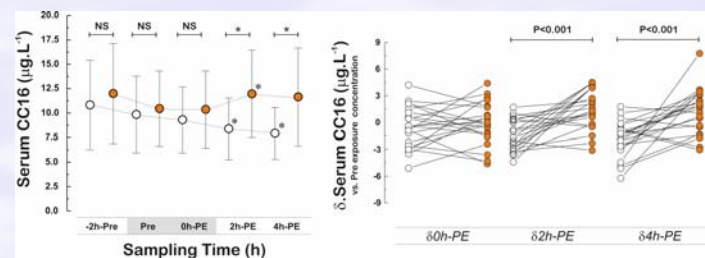 Serum CC16 (µg.L⁻¹)
20.0
17.5
15.0
12.5
10.0
7.5
5.0
2.5
0.0
NS
NS
NS
*
*
*
*
*
-2h-Pre
Pre
0h-PE
2h-PE
4h-PE
Sampling Time (h)
δ.Serum CC16 (µg.L⁻¹)
vs. Pre exposure concentration
9
6
3
0
-3
-6
-9
P<0.001
P<0.001
δ0h-PE
δ2h-PE
δ4h-PE